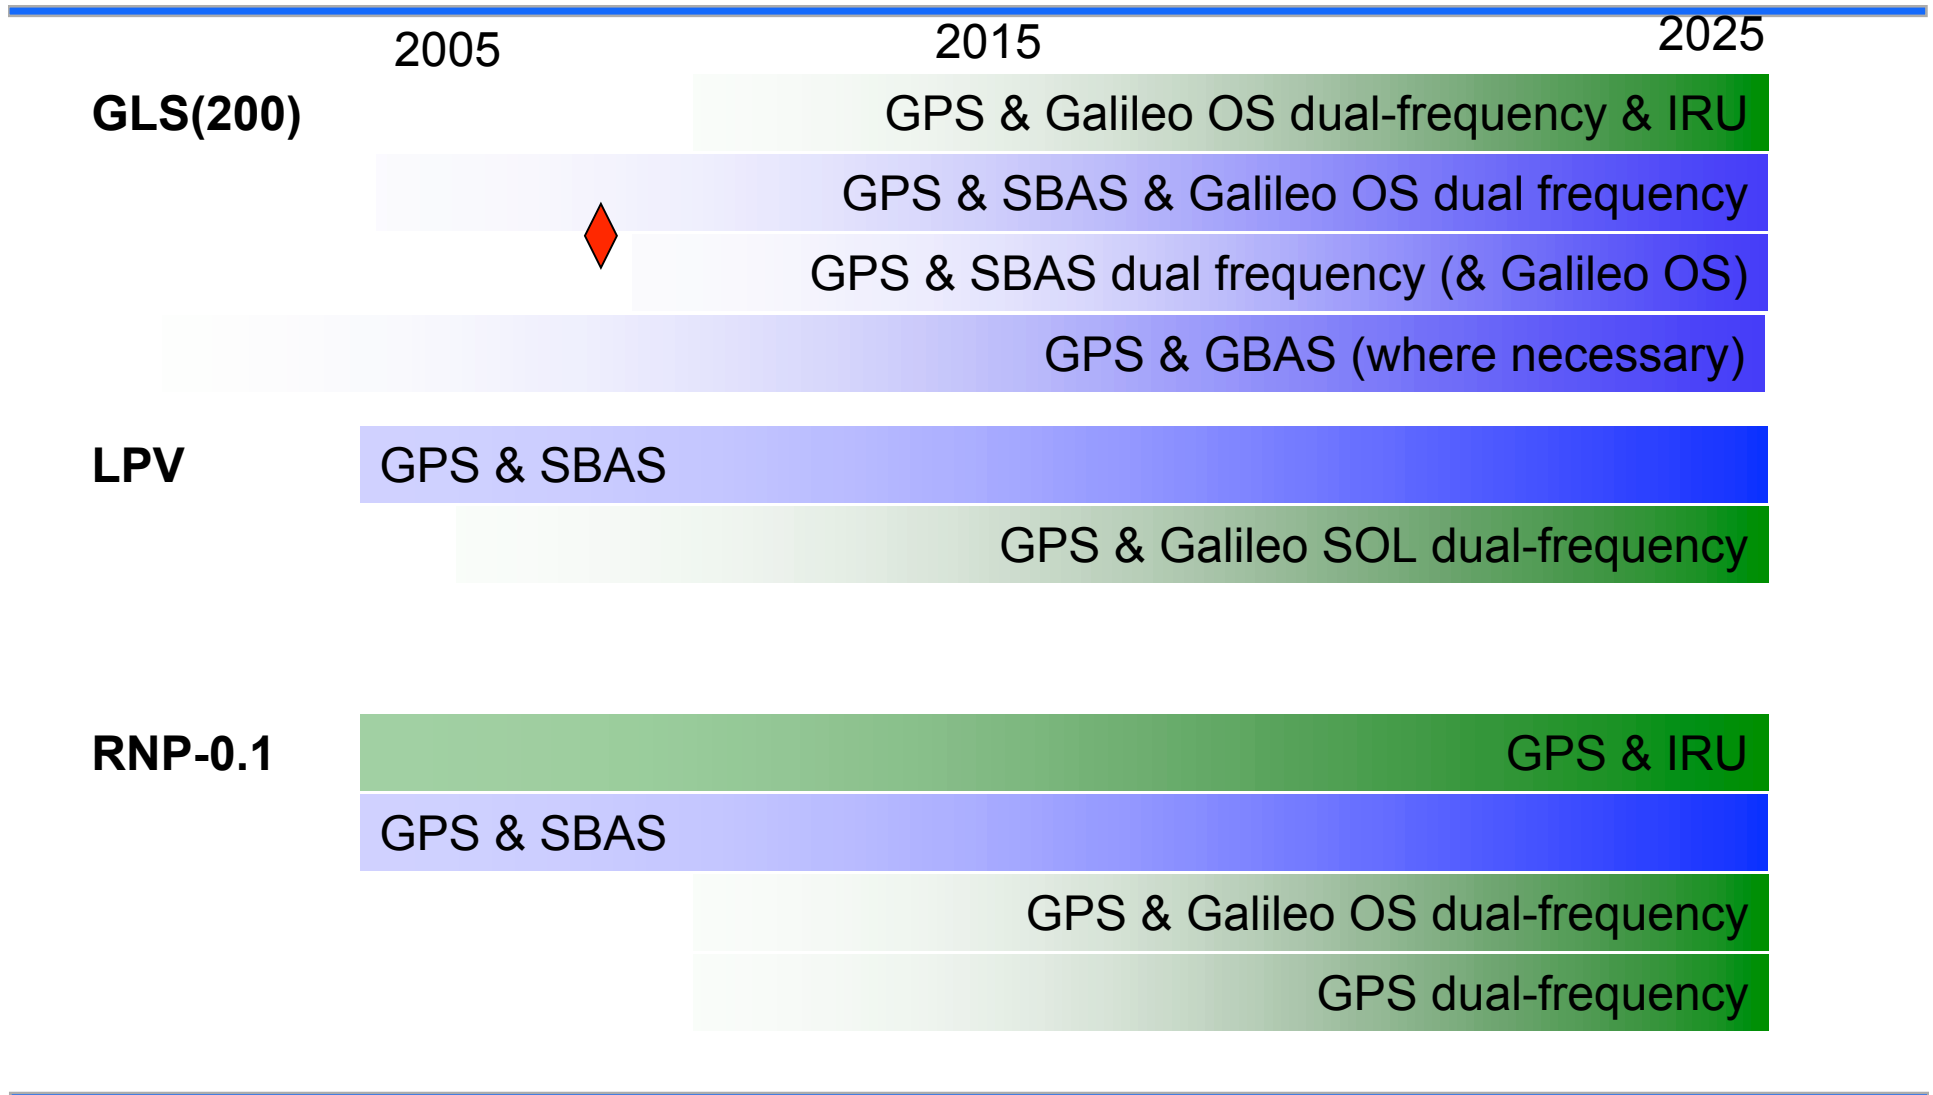 2005 2015 2025
GLS(200) GPS & Galileo OS dual-frequency & IRU
GPS & SBAS & Galileo OS dual frequency
GPS & SBAS dual frequency (& Galileo OS)
GPS & GBAS (where necessary)
LPV GPS & SBAS
GPS & Galileo SOL dual-frequency
RNP-0.1 GPS & IRU
GPS & SBAS
GPS & Galileo OS dual-frequency
GPS dual-frequency